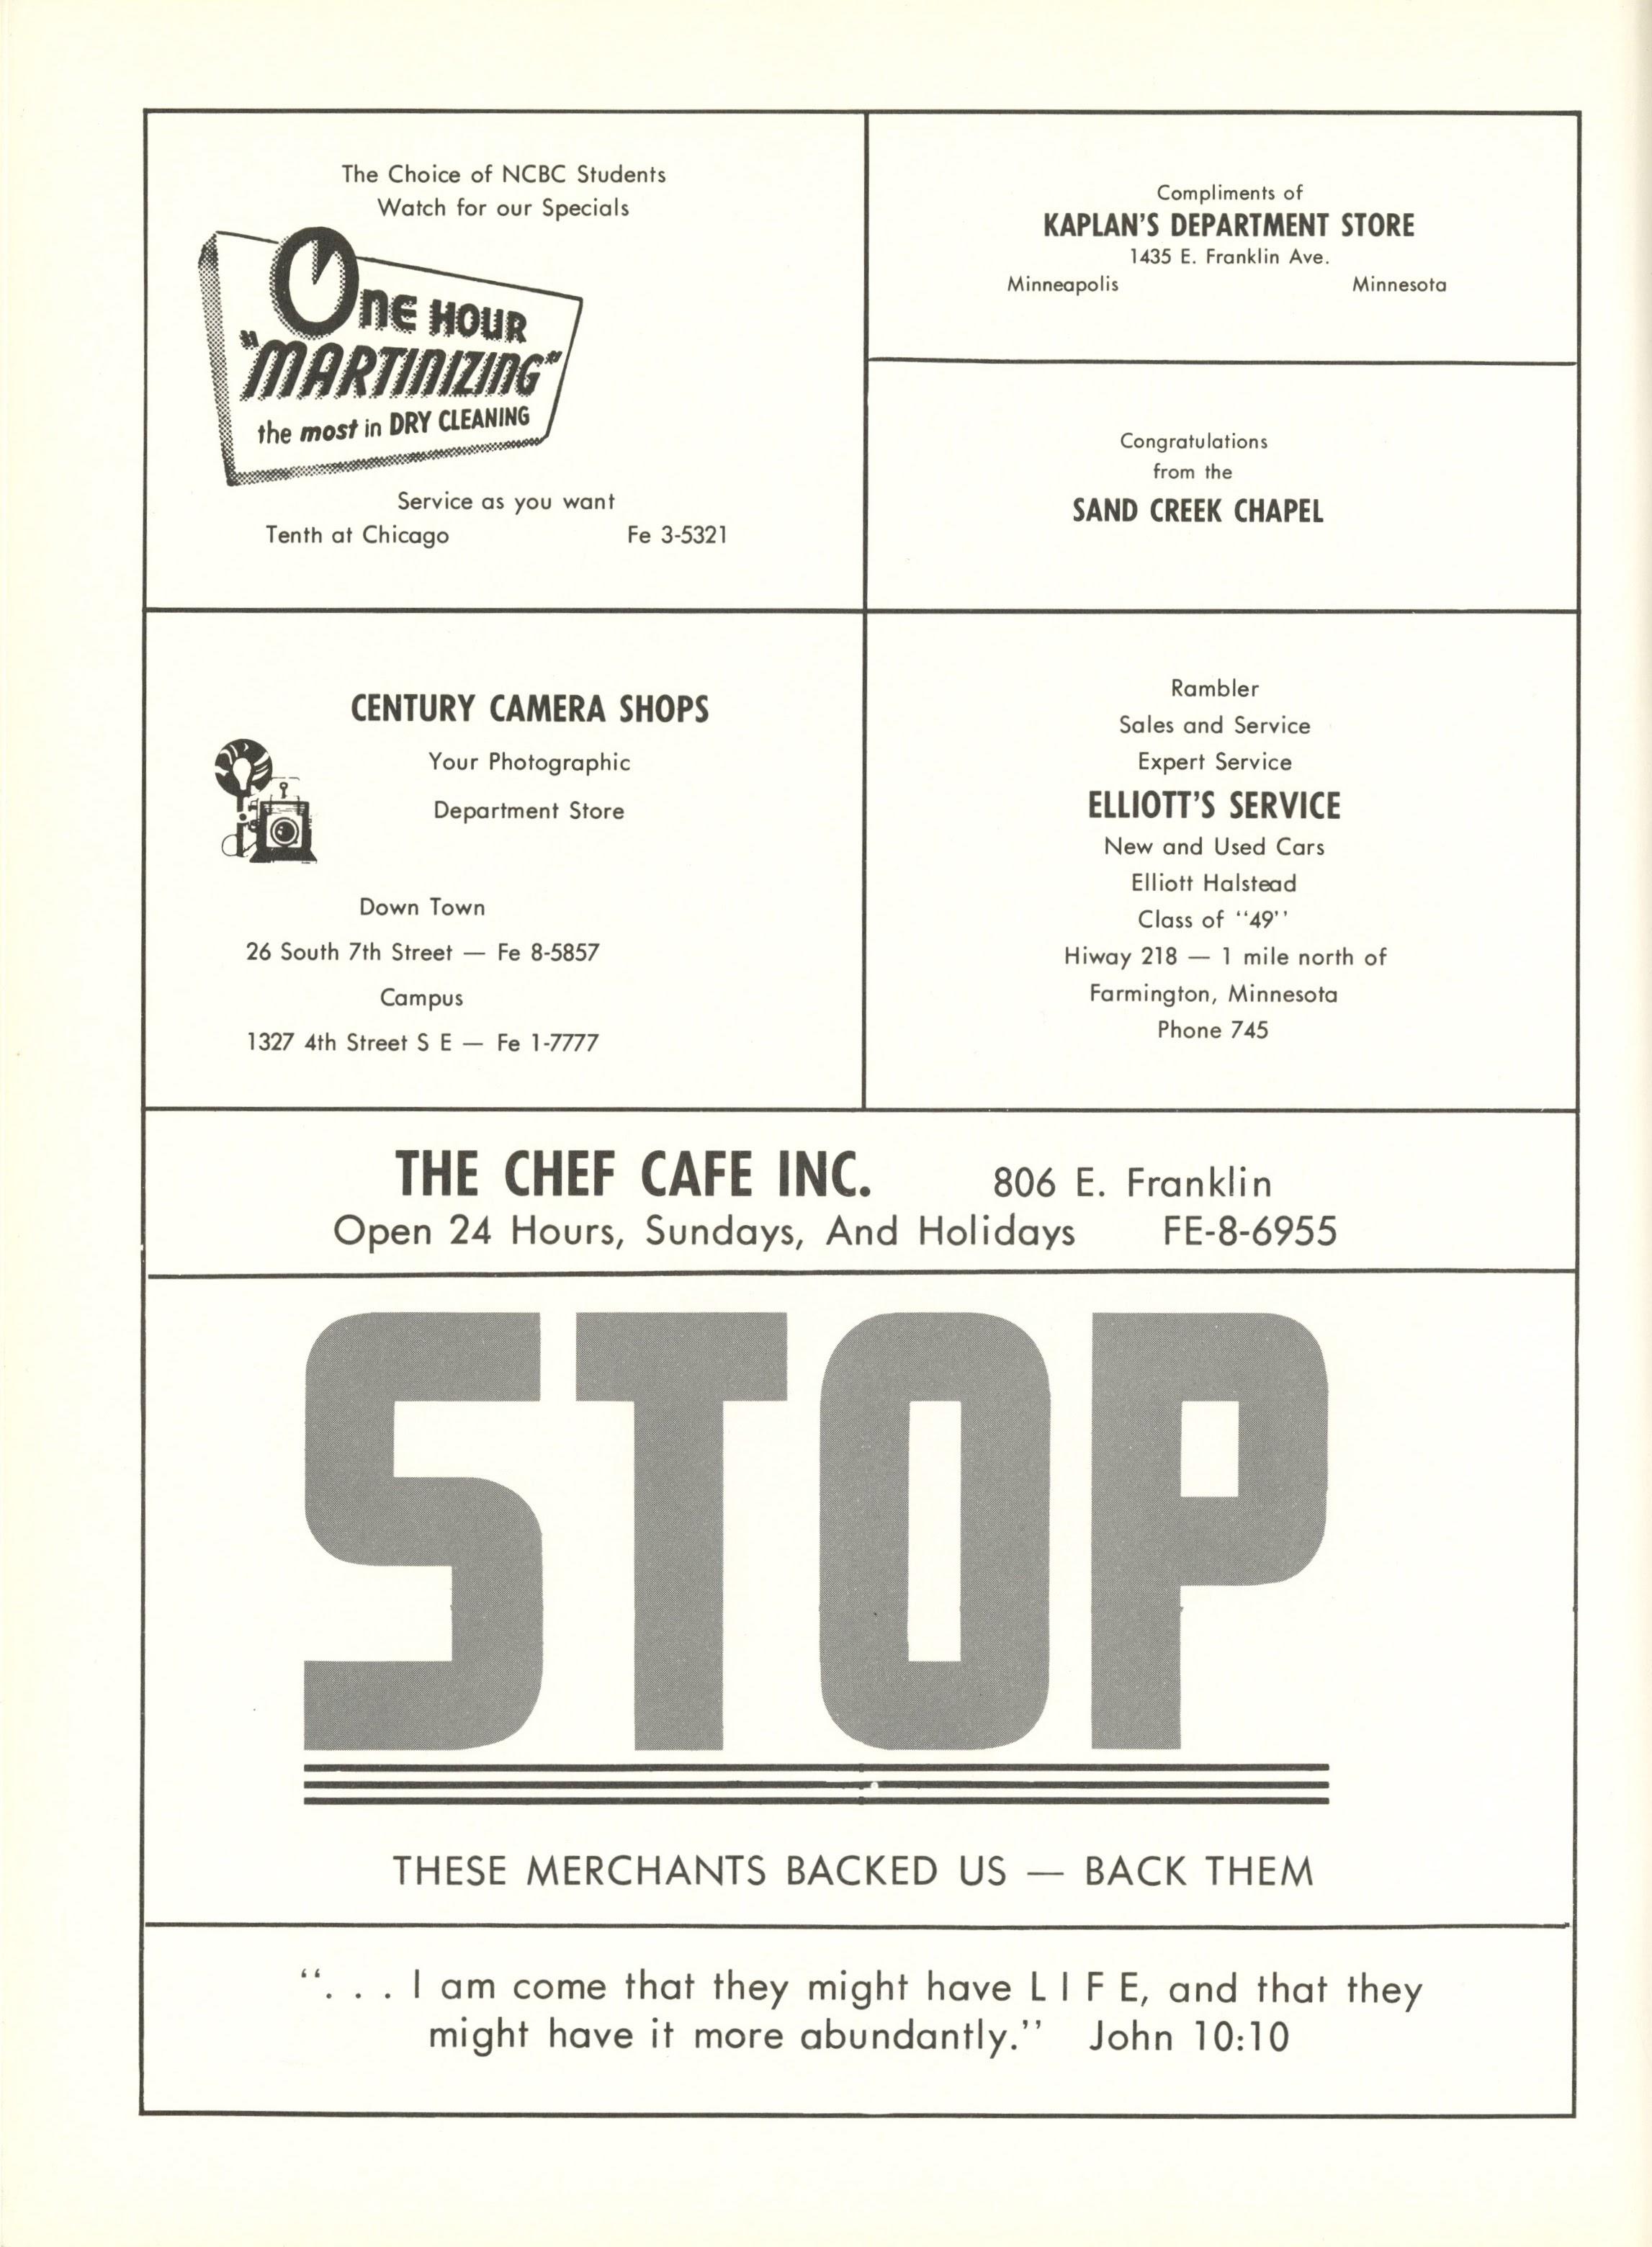 The Choice of NCBC Students
Watch for our Specials
One HOUR
"MARTINIZING"
the most in DRY CLEANING
Service as you want
Tenth at Chicago Fe 3-5321
Compliments of
KAPLAN'S DEPARTMENT STORE
1435 E. Franklin Ave.
Minneapolis Minnesota
Congratulations
from the
SAND CREEK CHAPEL
CENTURY CAMERA SHOPS
Your Photographic
Department Store
Down Town
26 South 7th Street — Fe 8-5857
Campus
1327 4th Street S E — Fe 1-7777
Rambler
Sales and Service
Expert Service
ELLIOTT'S SERVICE
New and Used Cars
Elliott Halstead
Class of "49"
Hiway 218 — 1 mile north of
Farmington, Minnesota
Phone 745
THE CHEF CAFE INC. 806 E. Franklin
Open 24 Hours, Sundays, And Holidays FE-8-6955
STOP
THESE MERCHANTS BACKED US — BACK THEM
". . . I am come that they might have L I F E, and that they
might have it more abundantly." John 10:10